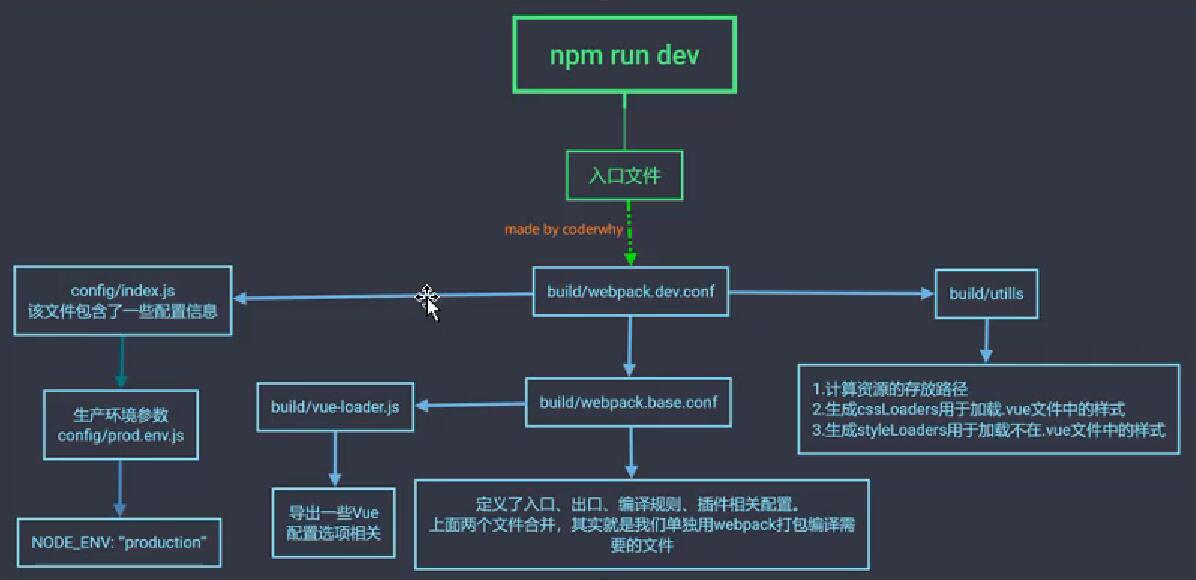 npm run dev
入口文件
made by coderwhy
config/index.js
该文件包含了一些配置信息
build/webpack.dev.conf
build/utills
生产环境参数
config/prod.env.js
build/vue-loader.js
build/webpack.base.conf
1.计算资源的存放路径
2.生成cssLoaders用于加载.vue文件中的样式
3.生成styleLoaders用于加载不在.vue文件中的样式
NODE_ENV: "production"
导出一些Vue
配置选项相关
定义了入口、出口、编译规则、插件相关配置。
上面两个文件合并，其实就是我们单独用webpack打包编译需
要的文件